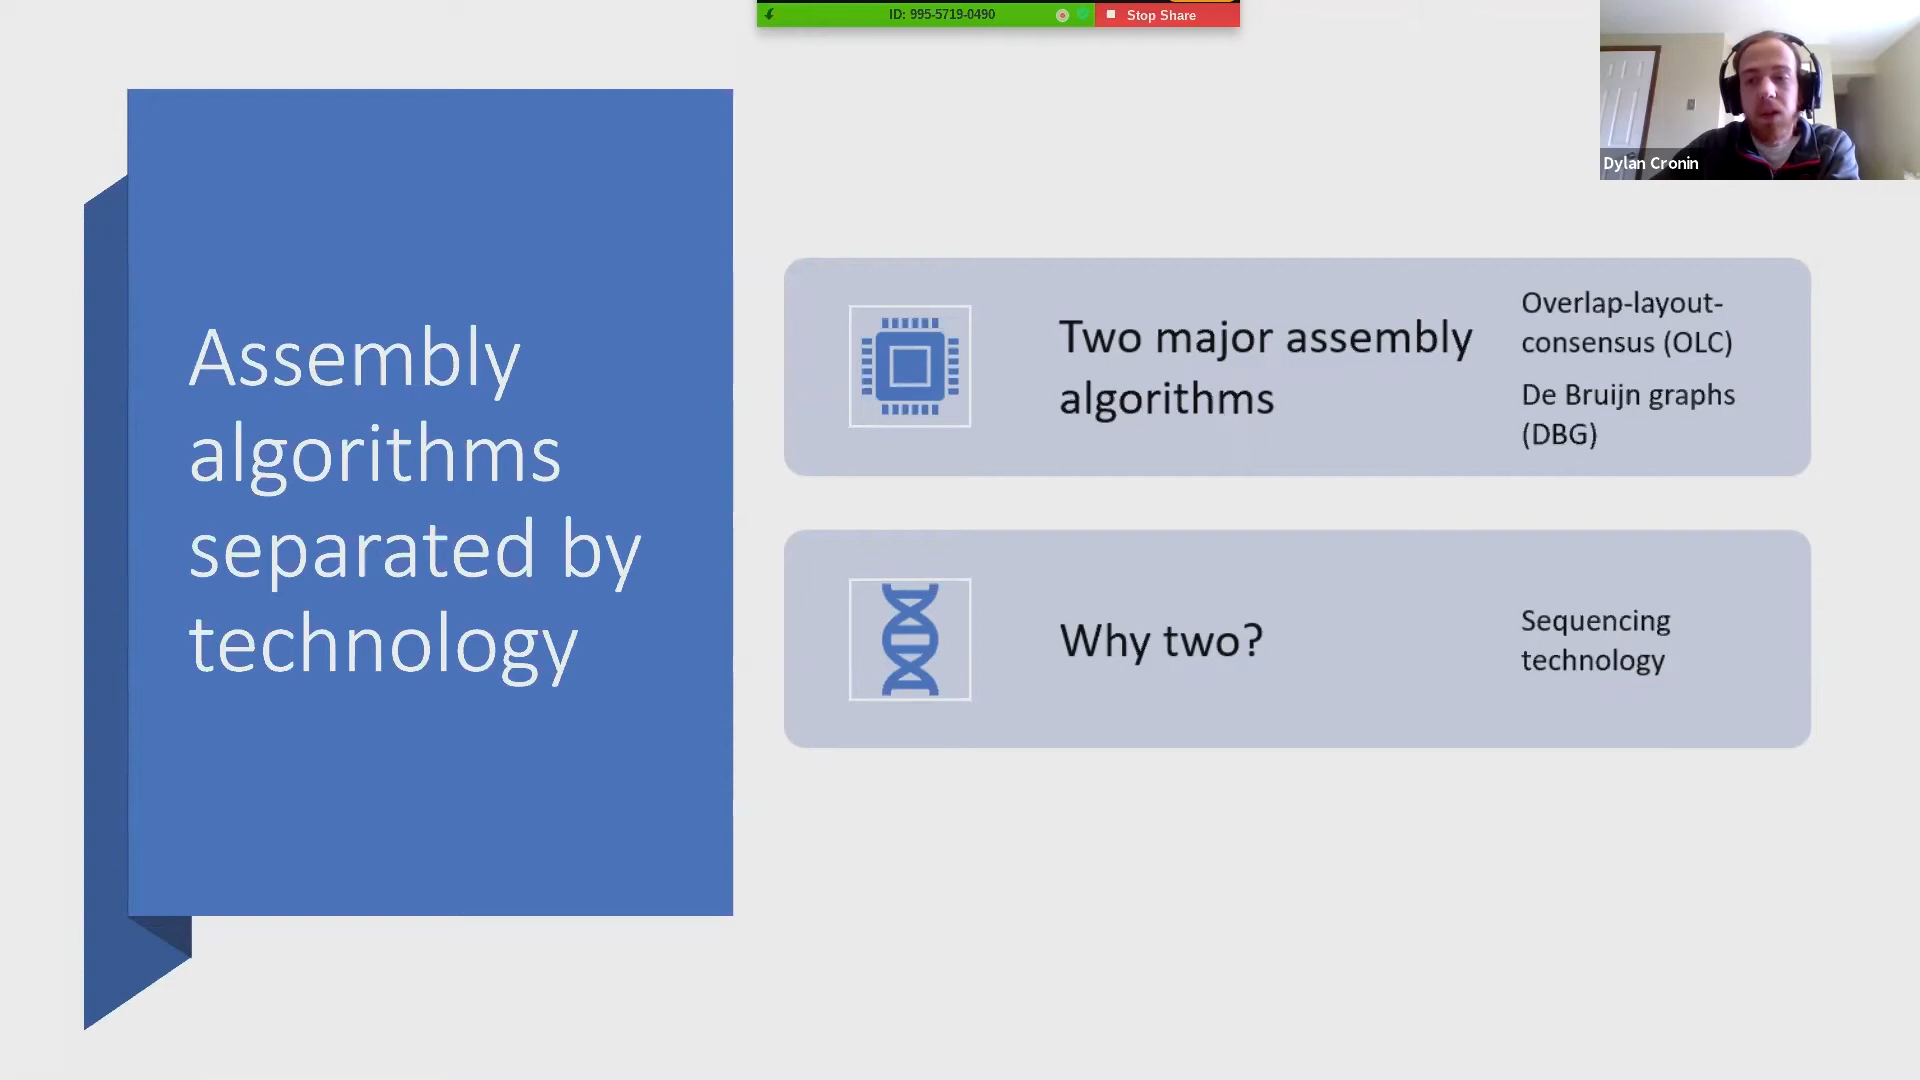 ID: 995-5719-0490
Stop Share
Dylan Cronin
Assembly
algorithms
separated by
technology
Two major assembly
algorithms
Overlap-layout-
consensus (OLC)
De Bruijn graphs
(DBG)
Why two?
Sequencing
technology